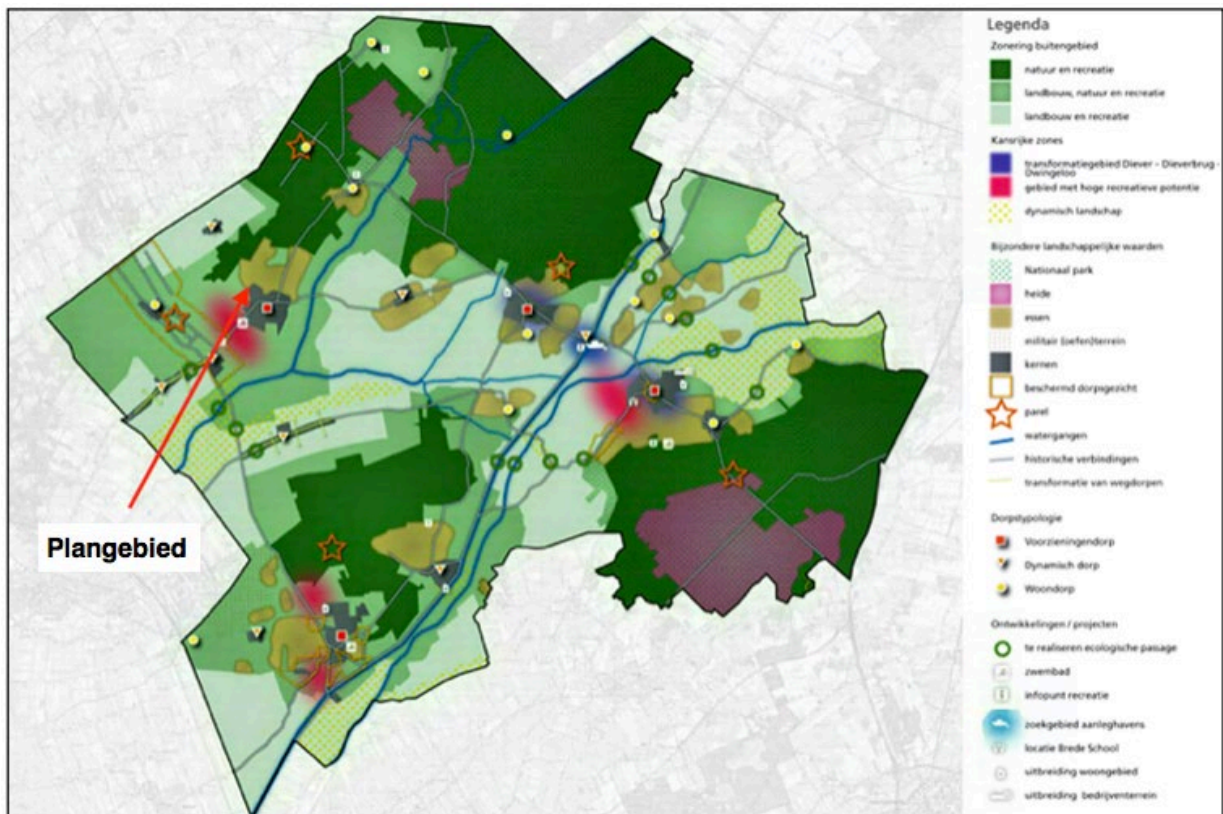 Legenda
Zonering buitengebied
natuur en recreatie
landbouw, natuur en recreatie
landbouw en recreatie
Kansrijke zones
transformatiegebied Diever - Dieverbrug -
Dwingeloo
gebied met hoge recreatieve potentie
dynamisch landschap
Bijzondere landschappelijke waarden
Nationaal park
heide
essen
militair (oefen)terrein
kernen
beschermd dorpsgezicht
parel
watergangen
historische verbindingen
transformatie van wegdorpen
Dorpstypologie
Voorzieningendorp
Dynamisch dorp
Woondorp
Ontwikkelingen / projecten
te realiseren ecologische passage
zwembad
infopunt recreatie
zoekgebied aanleghavens
locatie Brede School
uitbreiding woongebied
uitbreiding bedrijventerrein
Plangebied